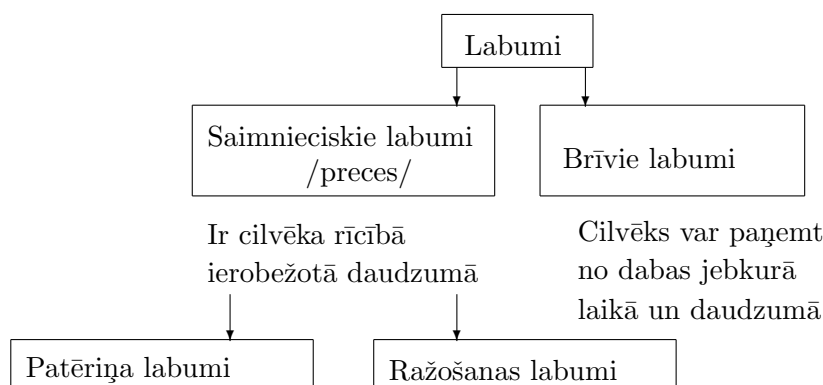 Labumi
Saimnieciskie labumi
/preces/
Brīvie labumi
Ir cilvēka rīcībā
ierobežotā daudzumā
Cilvēks var paņemt
no dabas jebkurā
laikā un daudzumā
Patēriņa labumi
Ražošanas labumi